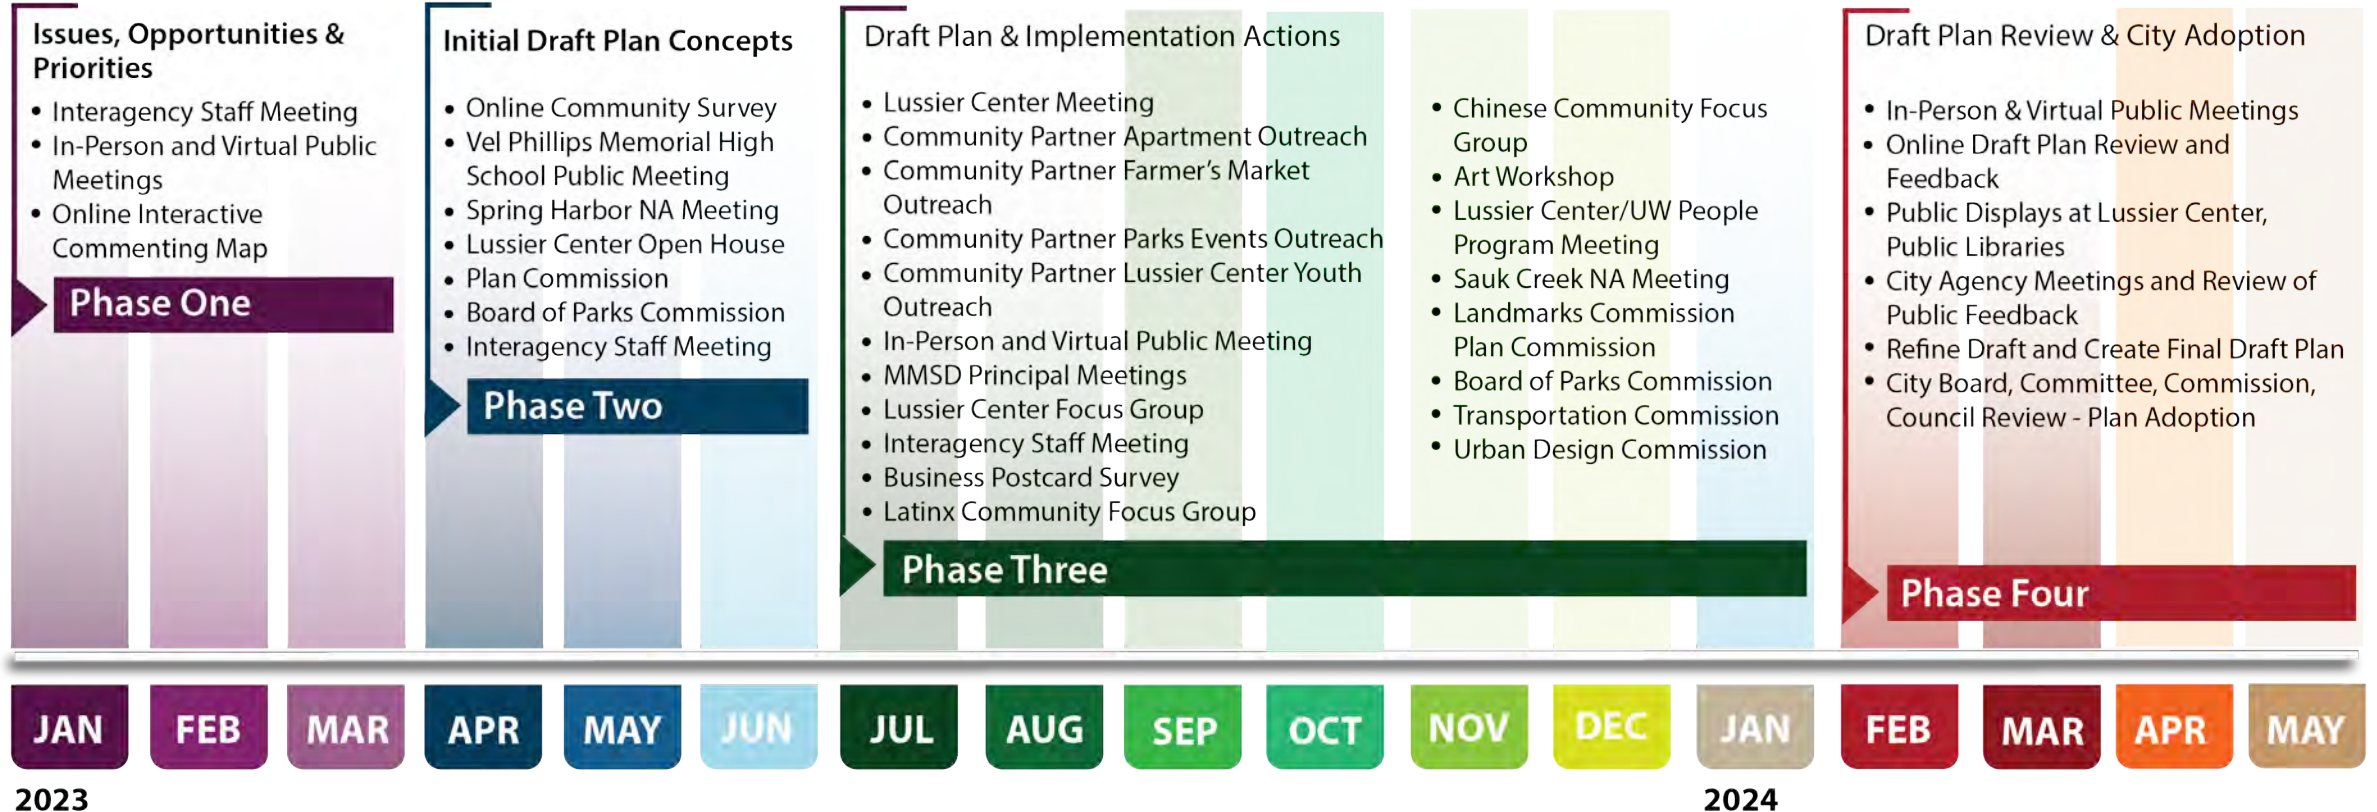 Issues, Opportunities &
Priorities
• Interagency Staff Meeting
• In-Person and Virtual Public
Meetings
• Online Interactive
Commenting Map
Phase One
Initial Draft Plan Concepts
• Online Community Survey
• Vel Phillips Memorial High
School Public Meeting
• Spring Harbor NA Meeting
• Lussier Center Open House
• Plan Commission
• Board of Parks Commission
• Interagency Staff Meeting
Phase Two
Draft Plan & Implementation Actions
• Lussier Center Meeting
• Community Partner Apartment Outreach
• Community Partner Farmer's Market
Outreach
• Community Partner Parks Events Outreach
• Community Partner Lussier Center Youth
Outreach
• In-Person and Virtual Public Meeting
• MMSD Principal Meetings
• Lussier Center Focus Group
• Interagency Staff Meeting
• Business Postcard Survey
• Latinx Community Focus Group
• Chinese Community Focus
Group
• Art Workshop
• Lussier Center/UW People
Program Meeting
• Sauk Creek NA Meeting
• Landmarks Commission
Plan Commission
• Board of Parks Commission
• Transportation Commission
• Urban Design Commission
Phase Three
Draft Plan Review & City Adoption
• In-Person & Virtual Public Meetings
• Online Draft Plan Review and
Feedback
• Public Displays at Lussier Center,
Public Libraries
• City Agency Meetings and Review of
Public Feedback
• Refine Draft and Create Final Draft Plan
• City Board, Committee, Commission,
Council Review - Plan Adoption
Phase Four
JAN FEB MAR APR MAY JUN JUL AUG SEP OCT NOV DEC JAN FEB MAR APR MAY
2023 2024